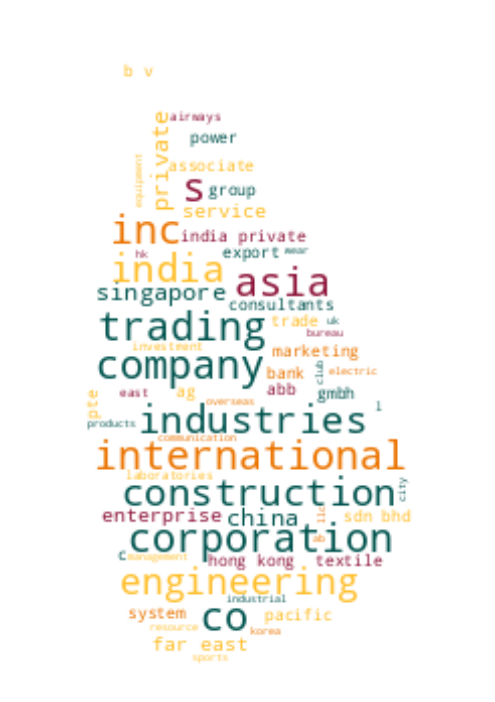 b v
airways
private
power
equipment
associate
s group
service
inc
india private
hk
export wear
india
asia
singapore
consultants
trading
trade uk
bureau
investment
company
marketing
bank
club
electric
pte
east
ag
abb
gmbh
overseas
l
products
industries
communication
international
laboratories
construction
city
enterprise
china
llc
sdn bhd
corporation
ab
c
management
hong kong
textile
engineering
industrial
system
co
pacific
resource
korea
far east
sports